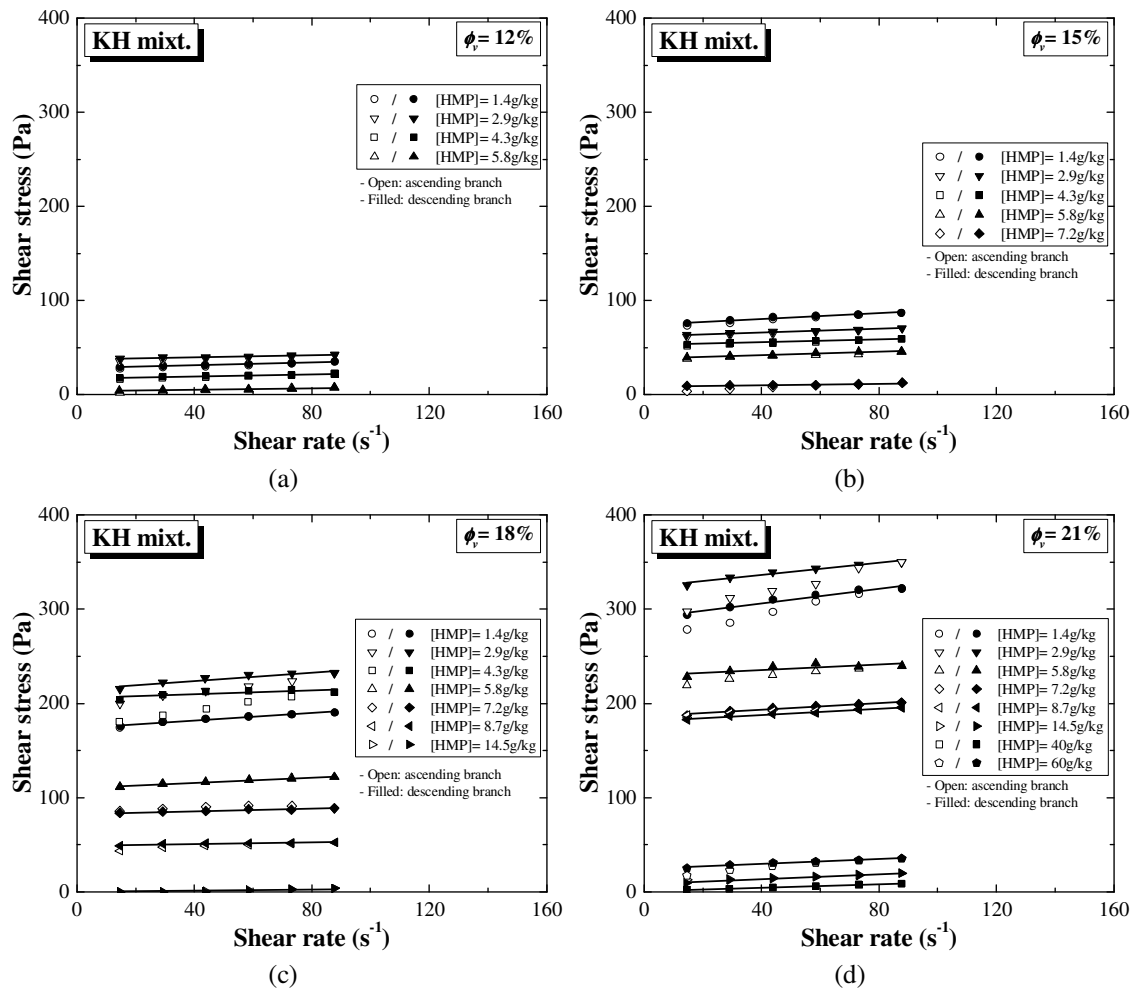 KH mixt.
ϕv = 12%
400
300
200
100
0
Shear stress (Pa)
○ / ● [HMP]= 1.4g/kg
▽ / ▼ [HMP]= 2.9g/kg
□ / ■ [HMP]= 4.3g/kg
△ / ▲ [HMP]= 5.8g/kg
- Open: ascending branch
- Filled: descending branch
0 40 80 120 160
Shear rate (s⁻¹)
(a)
KH mixt.
ϕv = 15%
400
300
200
100
0
Shear stress (Pa)
○ / ● [HMP]= 1.4g/kg
▽ / ▼ [HMP]= 2.9g/kg
□ / ■ [HMP]= 4.3g/kg
△ / ▲ [HMP]= 5.8g/kg
◇ / ◆ [HMP]= 7.2g/kg
- Open: ascending branch
- Filled: descending branch
0 40 80 120 160
Shear rate (s⁻¹)
(b)
KH mixt.
ϕv = 18%
400
300
200
100
0
Shear stress (Pa)
○ / ● [HMP]= 1.4g/kg
▽ / ▼ [HMP]= 2.9g/kg
□ / ■ [HMP]= 4.3g/kg
△ / ▲ [HMP]= 5.8g/kg
◇ / ◆ [HMP]= 7.2g/kg
◁ / ◀ [HMP]= 8.7g/kg
▷ / ▶ [HMP]= 14.5g/kg
- Open: ascending branch
- Filled: descending branch
0 40 80 120 160
Shear rate (s⁻¹)
(c)
KH mixt.
ϕv = 21%
400
300
200
100
0
Shear stress (Pa)
○ / ● [HMP]= 1.4g/kg
▽ / ▼ [HMP]= 2.9g/kg
△ / ▲ [HMP]= 5.8g/kg
◇ / ◆ [HMP]= 7.2g/kg
◁ / ◀ [HMP]= 8.7g/kg
▷ / ▶ [HMP]= 14.5g/kg
□ / ■ [HMP]= 40g/kg
⬠ / ⬟ [HMP]= 60g/kg
- Open: ascending branch
- Filled: descending branch
0 40 80 120 160
Shear rate (s⁻¹)
(d)